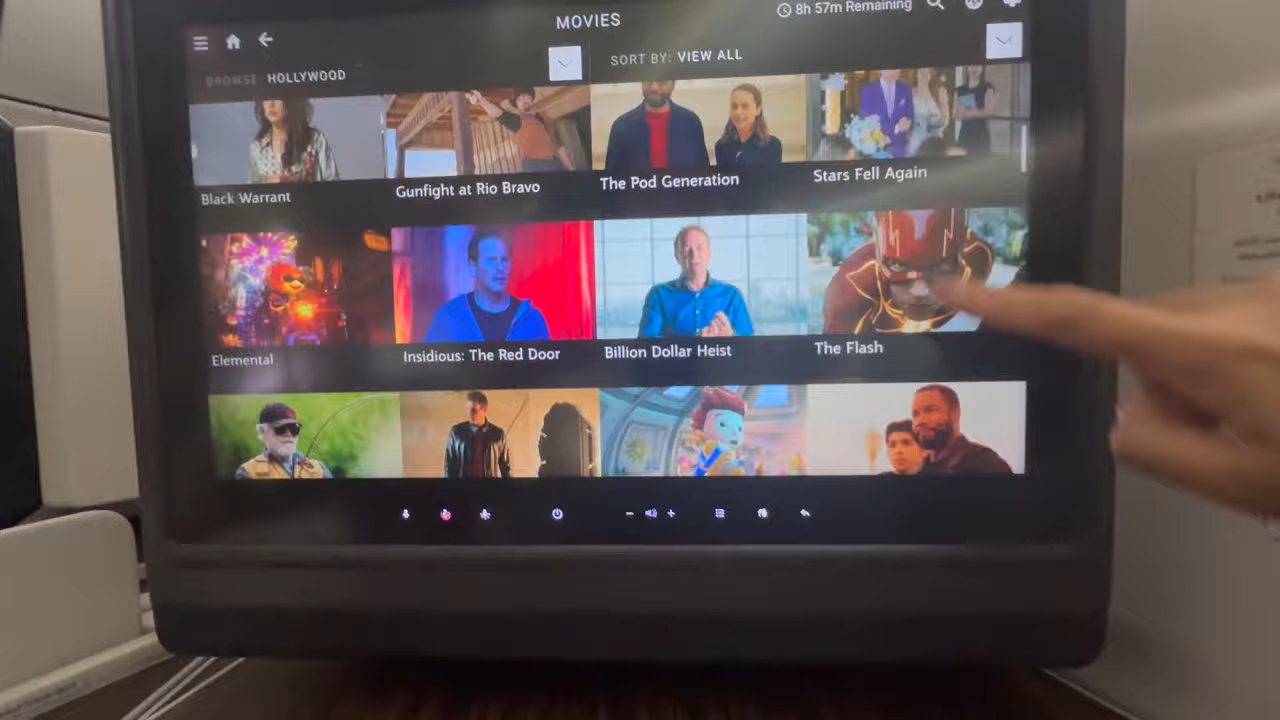 MOVIES
8h 57m Remaining
BROWSE HOLLYWOOD
SORT BY: VIEW ALL
Black Warrant
Gunfight at Rio Bravo
The Pod Generation
Stars Fell Again
Elemental
Insidious: The Red Door
Billion Dollar Heist
The Flash